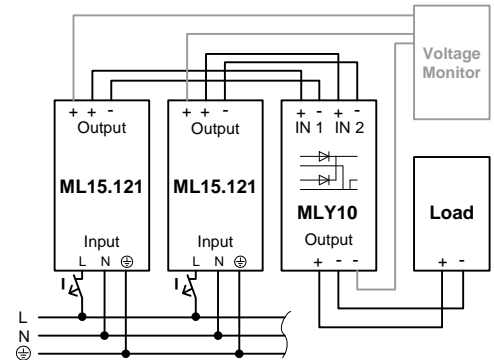 Voltage
Monitor
+ + - + + - + - + -
Output Output IN 1 IN 2
ML15.121 ML15.121 MLY10 Load
Input Input Output + -
L N L N + - -
I I
L
N